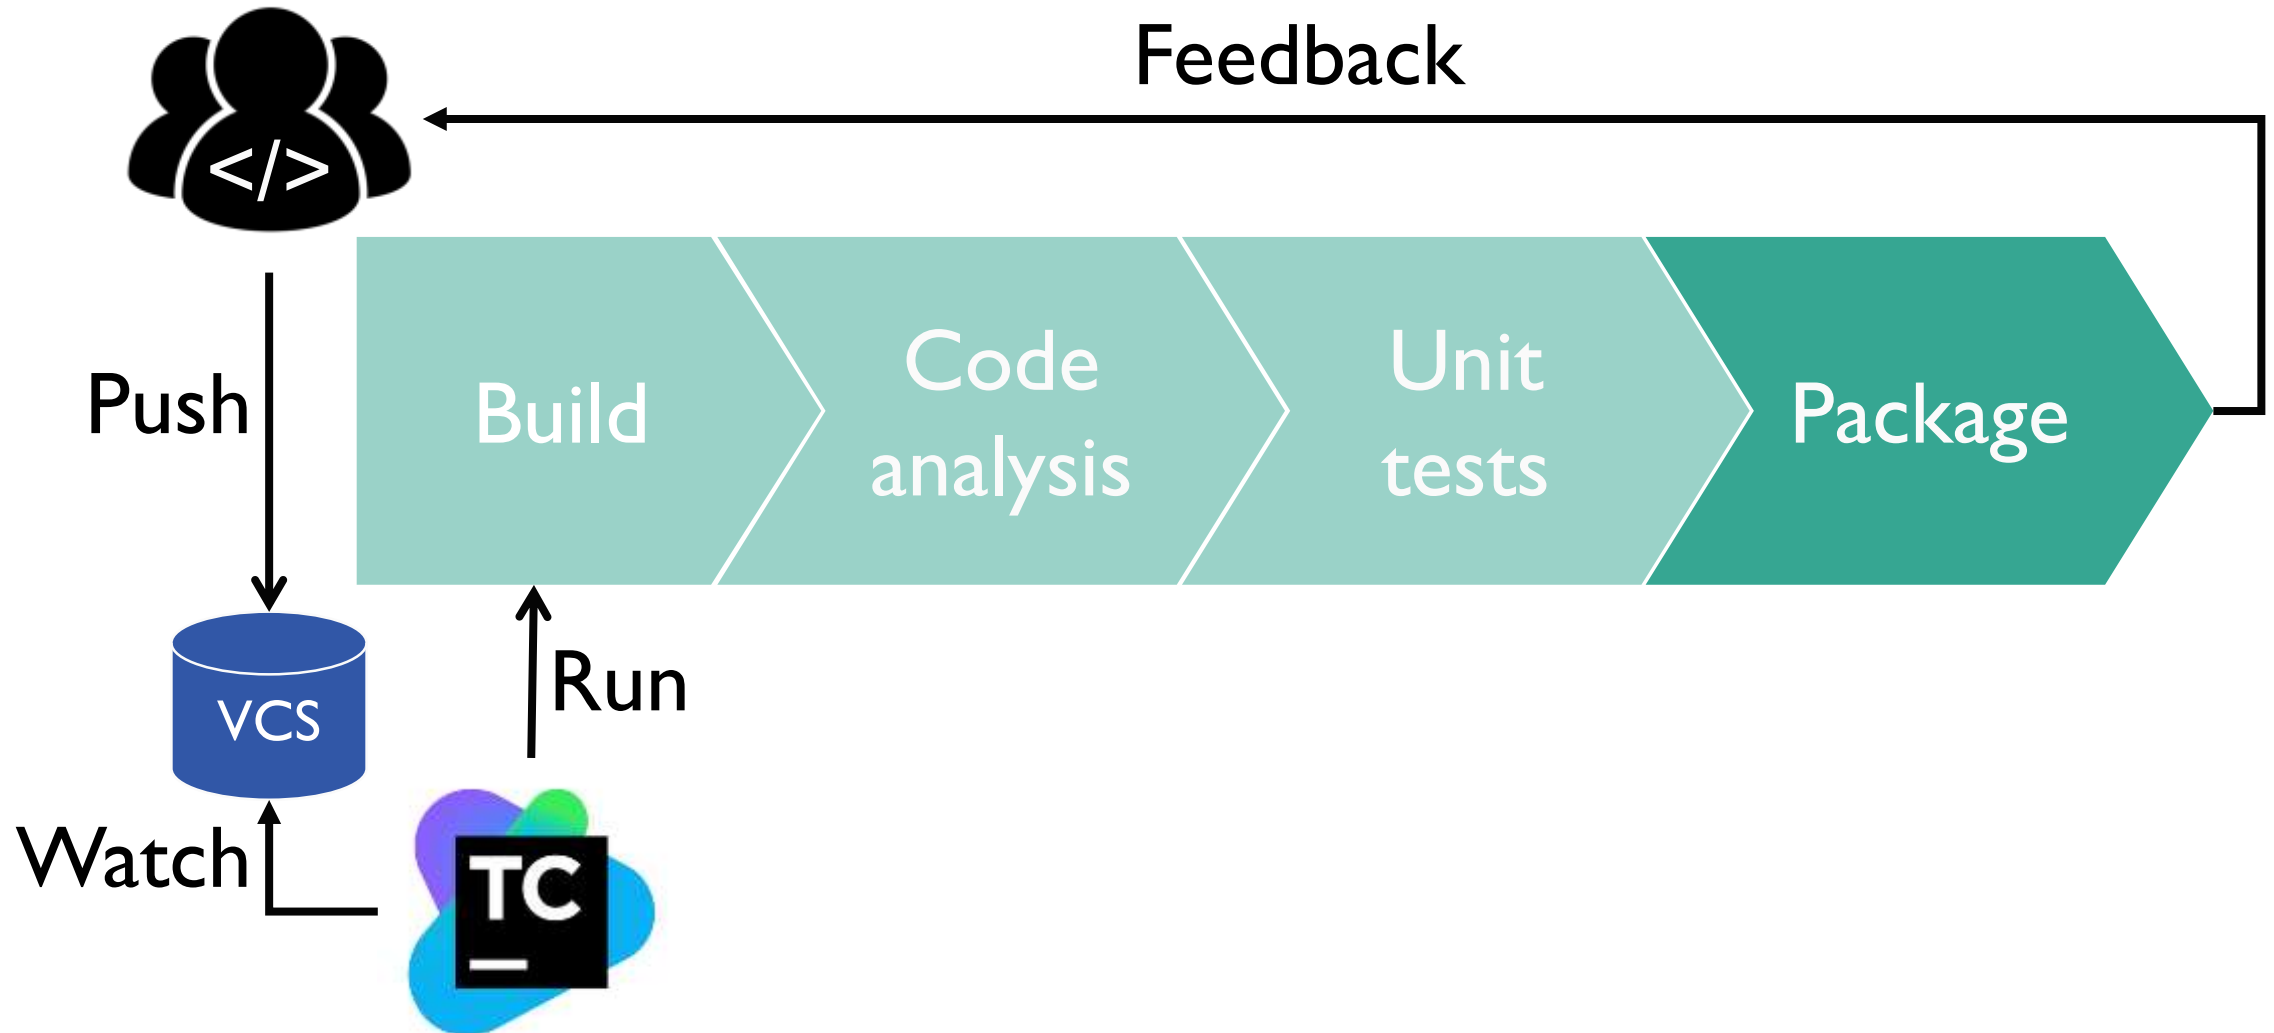 Feedback
</>
Push
Build
Code
analysis
Unit
tests
Package
Run
VCS
Watch
TC